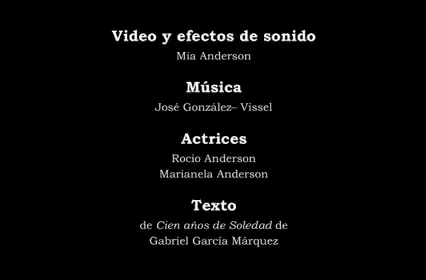 Video y efectos de sonido
Mia Anderson
Música
José González– Vissel
Actrices
Rocio Anderson
Marianela Anderson
Texto
de Cien años de Soledad de
Gabriel García Márquez